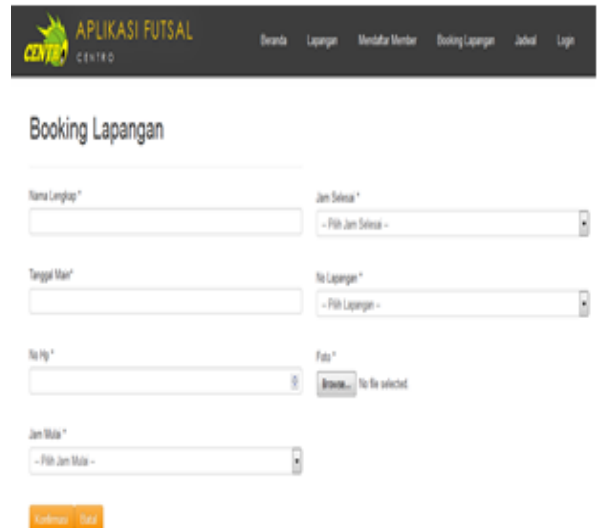 APLIKASI FUTSAL
CENTRO
CENTRO
Beranda Lapangan Mendaftar Member Booking Lapangan Jadwal Login
Booking Lapangan
Nama Lengkap *
Tanggal Main*
No Hp *
Jam Mulai *
-- Pilih Jam Mulai --
Jam Selesai *
-- Pilih Jam Selesai --
No Lapangan *
-- Pilih Lapangan --
Foto *
Browse... No file selected.
Konfirmasi Batal